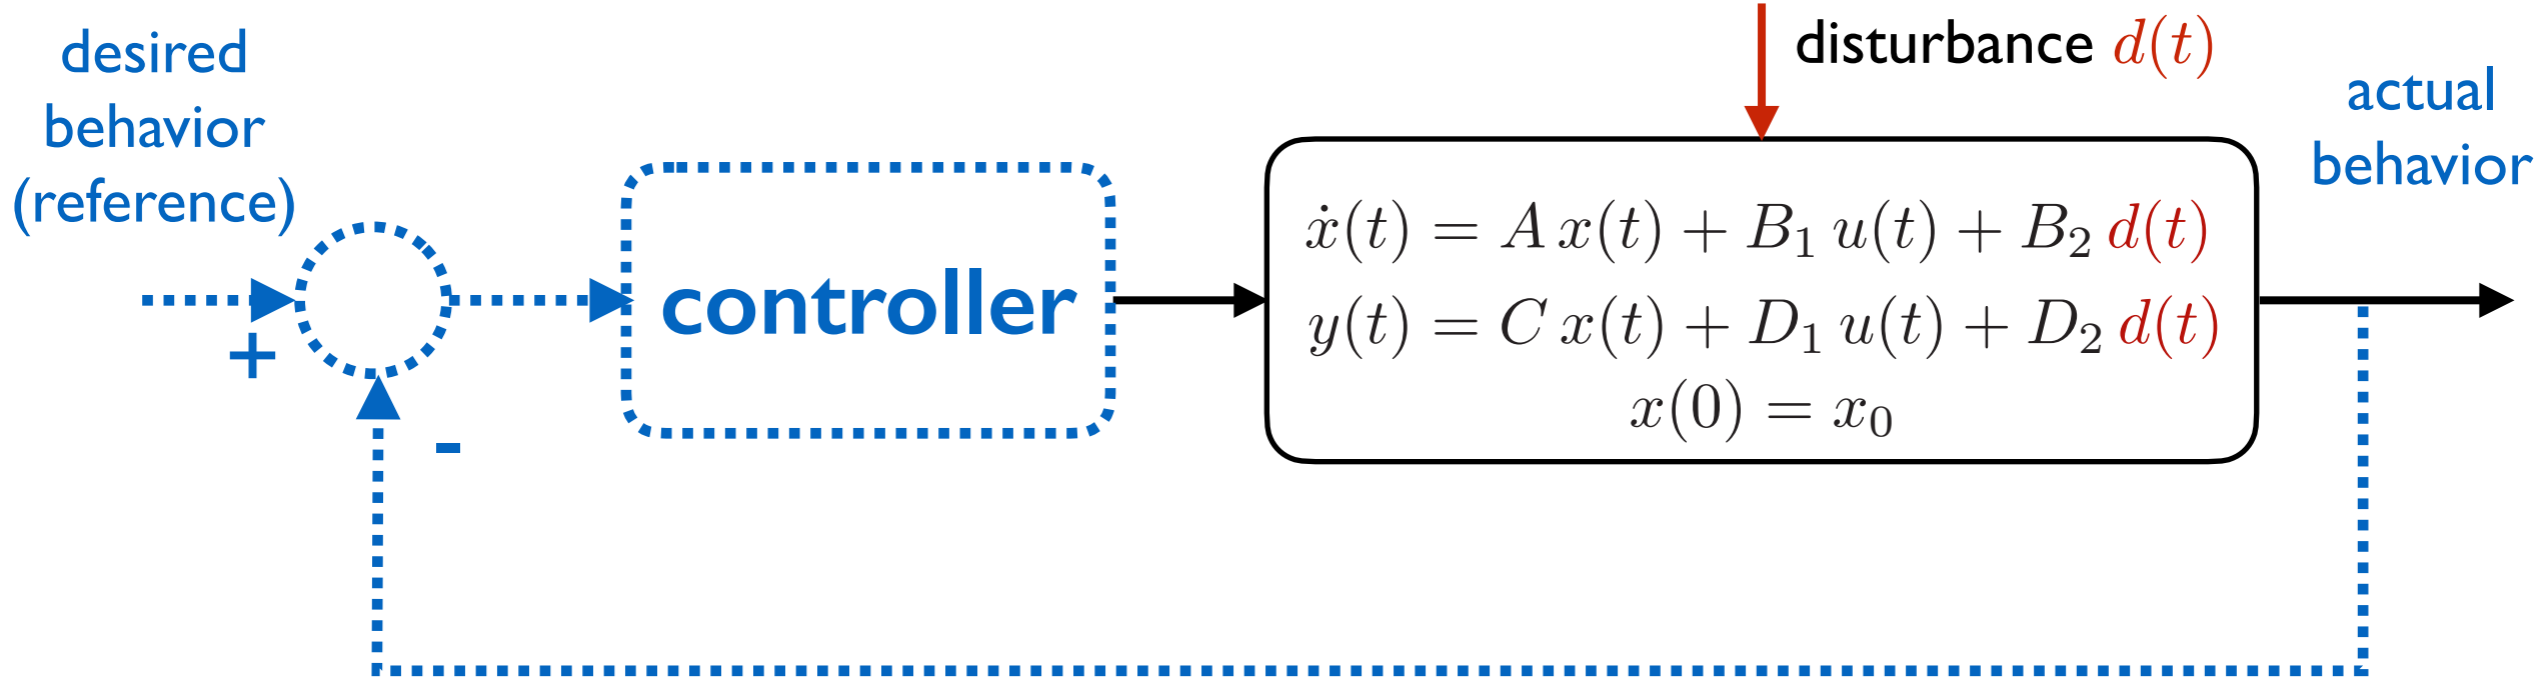 desired
behavior
(reference)
+
-
controller
disturbance d(t)
ẋ(t) = A x(t) + B₁ u(t) + B₂ d(t)
y(t) = C x(t) + D₁ u(t) + D₂ d(t)
x(0) = x₀
actual
behavior